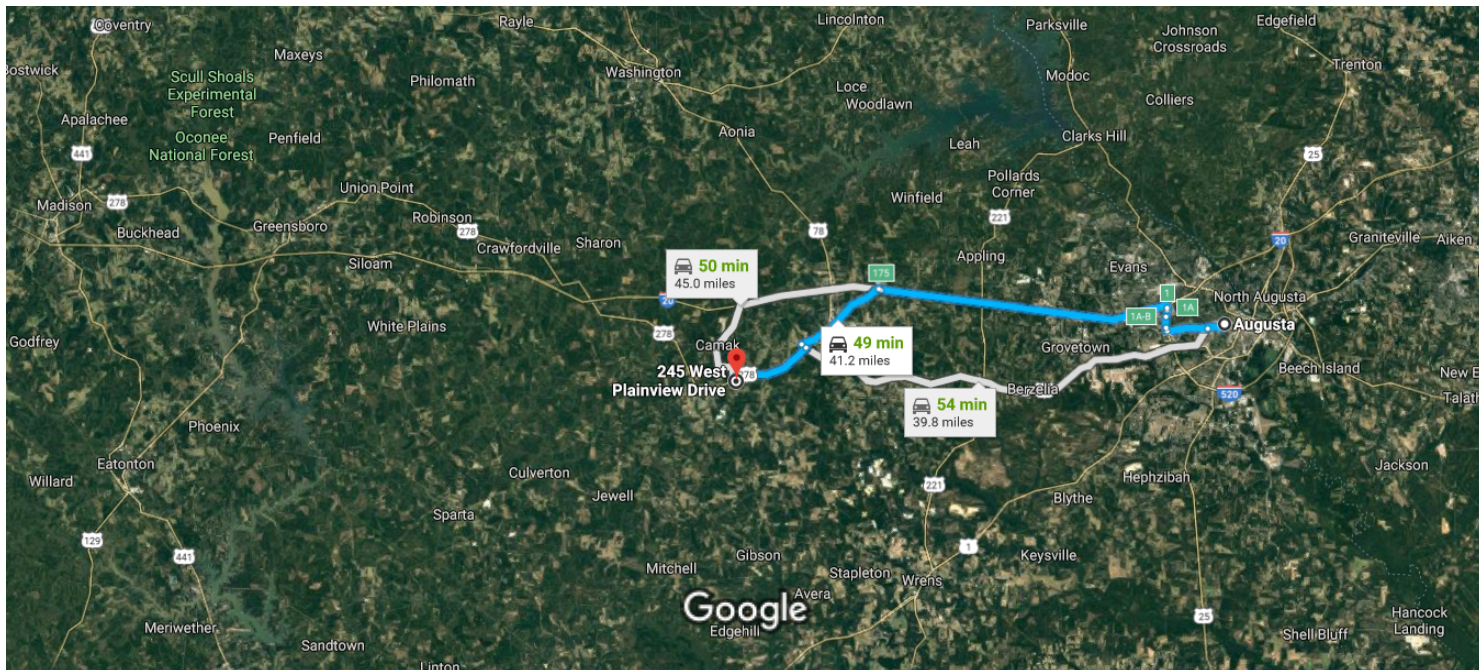 Coventry
Rayle
Lincolnton
Parksville
Edgefield
Maxeys
Johnson
Crossroads
Trenton
Bostwick
Scull Shoals
Experimental
Forest
Philomath
Washington
Modoc
Loce
Woodlawn
Colliers
Apalachee
Oconee
National Forest
Penfield
Aonia
Leah
Clarks Hill
441
25
Pollards
Corner
Union Point
Winfield
Madison
278
Robinson
221
Buckhead
Greensboro
278
Crawfordville
Sharon
78
20
Graniteville
Aiken
Siloam
50 min
45.0 miles
175
Appling
Evans
20
1
1A
North Augusta
White Plains
278
1A-B
Augusta
Godfrey
Camak
49 min
41.2 miles
Grovetown
245 West
Plainview Drive
278
Berzelia
Beech Island
54 min
39.8 miles
520
Phoenix
Eatonton
Willard
Culverton
Jewell
221
Hephzibah
Jackson
Blythe
Sparta
129
441
1
Gibson
Keysville
Mitchell
Stapleton
Wrens
Avera
Google
25
Hancock
Landing
Meriwether
Edgehill
Shell Bluff
Sandtown
Linton